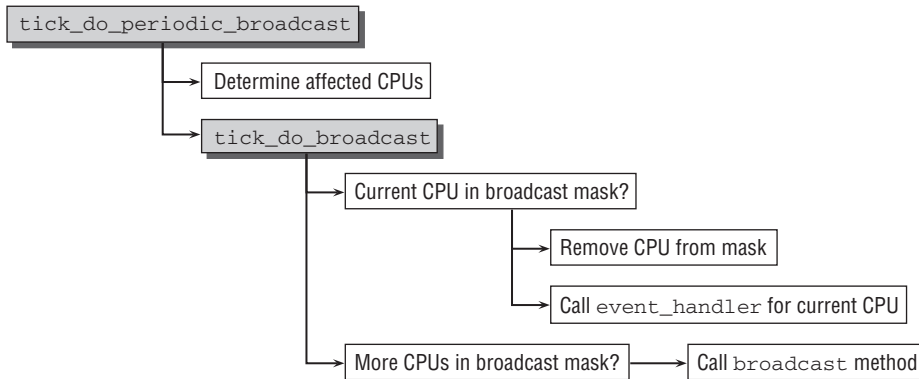 tick_do_periodic_broadcast
Determine affected CPUs
tick_do_broadcast
Current CPU in broadcast mask?
Remove CPU from mask
Call event_handler for current CPU
More CPUs in broadcast mask?
Call broadcast method